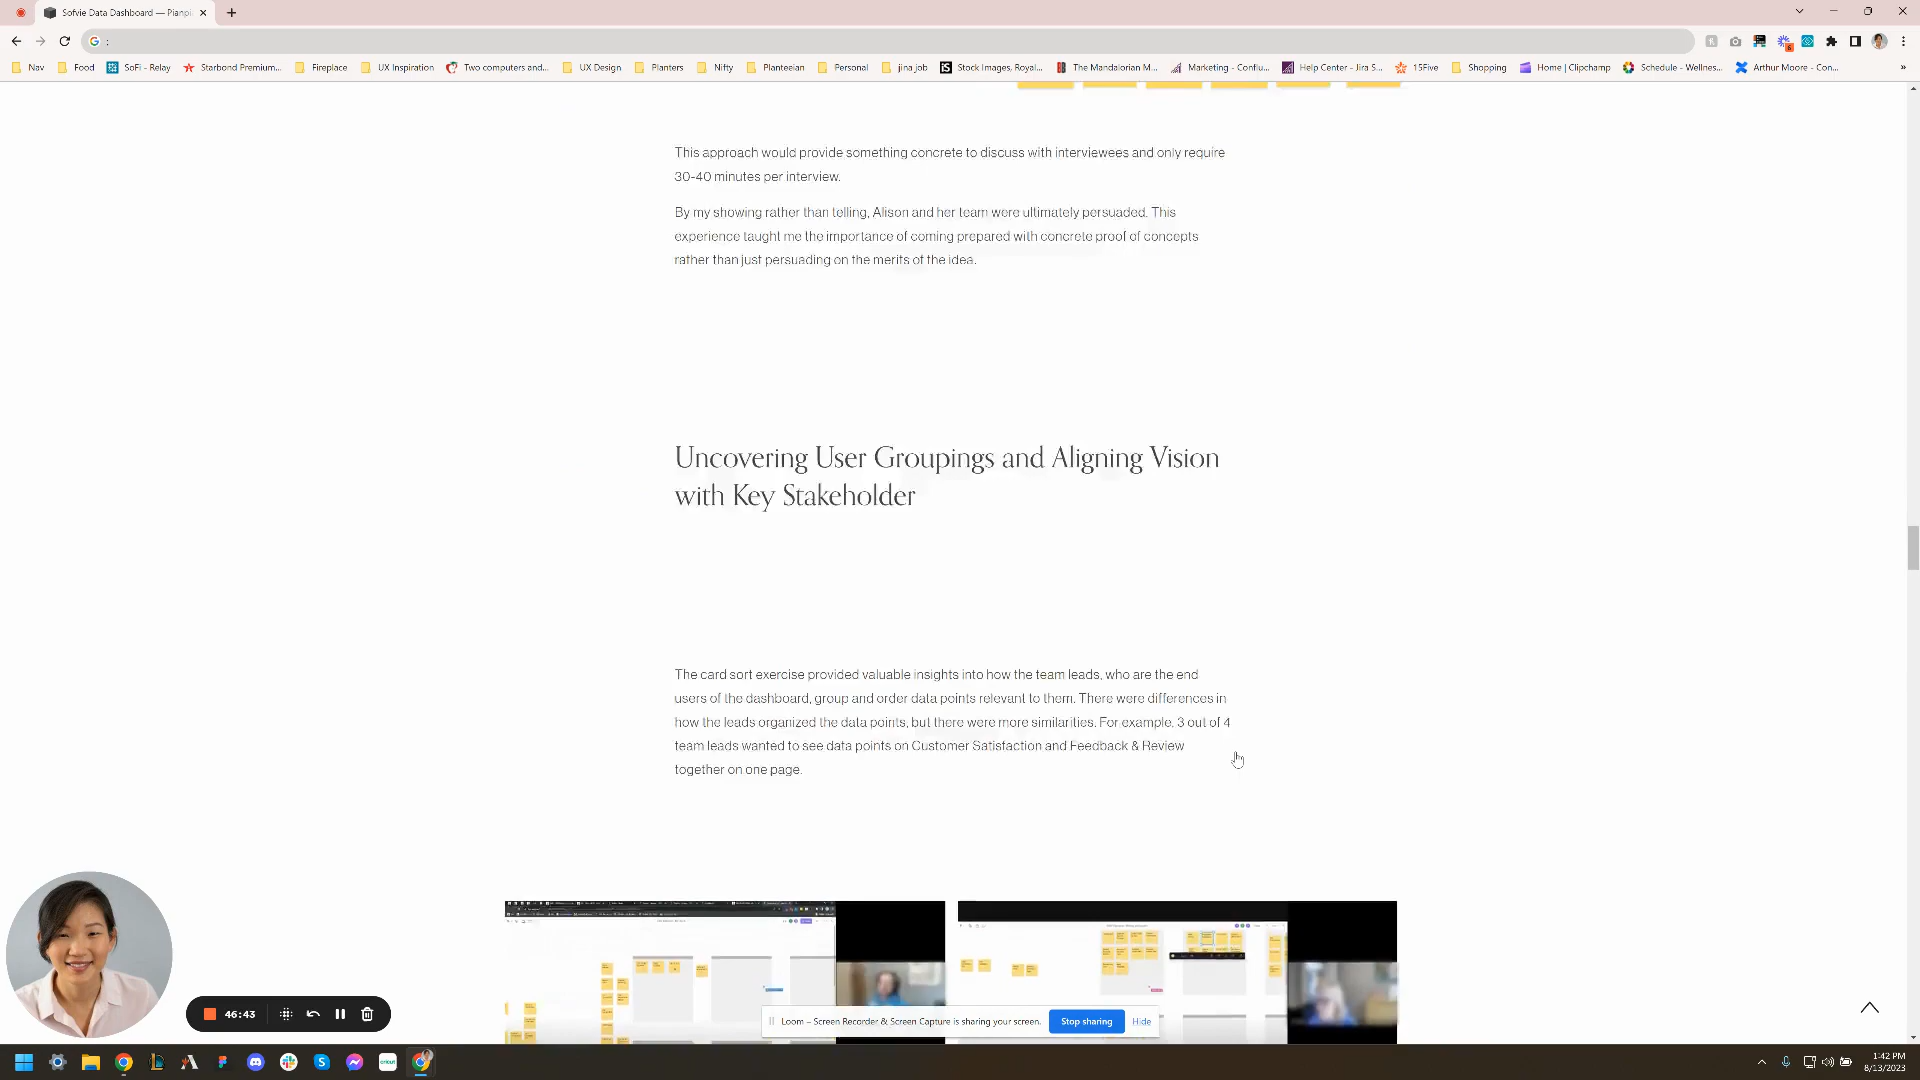 Sofvie Data Dashboard — Pianpi
:
Nav
Food
SoFi - Relay
Starbond Premium...
Fireplace
UX Inspiration
Two computers and...
UX Design
Planters
Nifty
Planteeian
Personal
jina job
Stock Images, Royal...
The Mandalorian M...
Marketing - Conflu...
Help Center - Jira S...
15Five
Shopping
Home | Clipchamp
Schedule - Wellnes...
Arthur Moore - Con...
»
This approach would provide something concrete to discuss with interviewees and only require
30-40 minutes per interview.
By my showing rather than telling, Alison and her team were ultimately persuaded. This
experience taught me the importance of coming prepared with concrete proof of concepts
rather than just persuading on the merits of the idea.
Uncovering User Groupings and Aligning Vision
with Key Stakeholder
The card sort exercise provided valuable insights into how the team leads, who are the end
users of the dashboard, group and order data points relevant to them. There were differences in
how the leads organized the data points, but there were more similarities. For example, 3 out of 4
team leads wanted to see data points on Customer Satisfaction and Feedback & Review
together on one page.
46:43
Loom – Screen Recorder & Screen Capture is sharing your screen.
Stop sharing
Hide
1:42 PM
8/13/2023